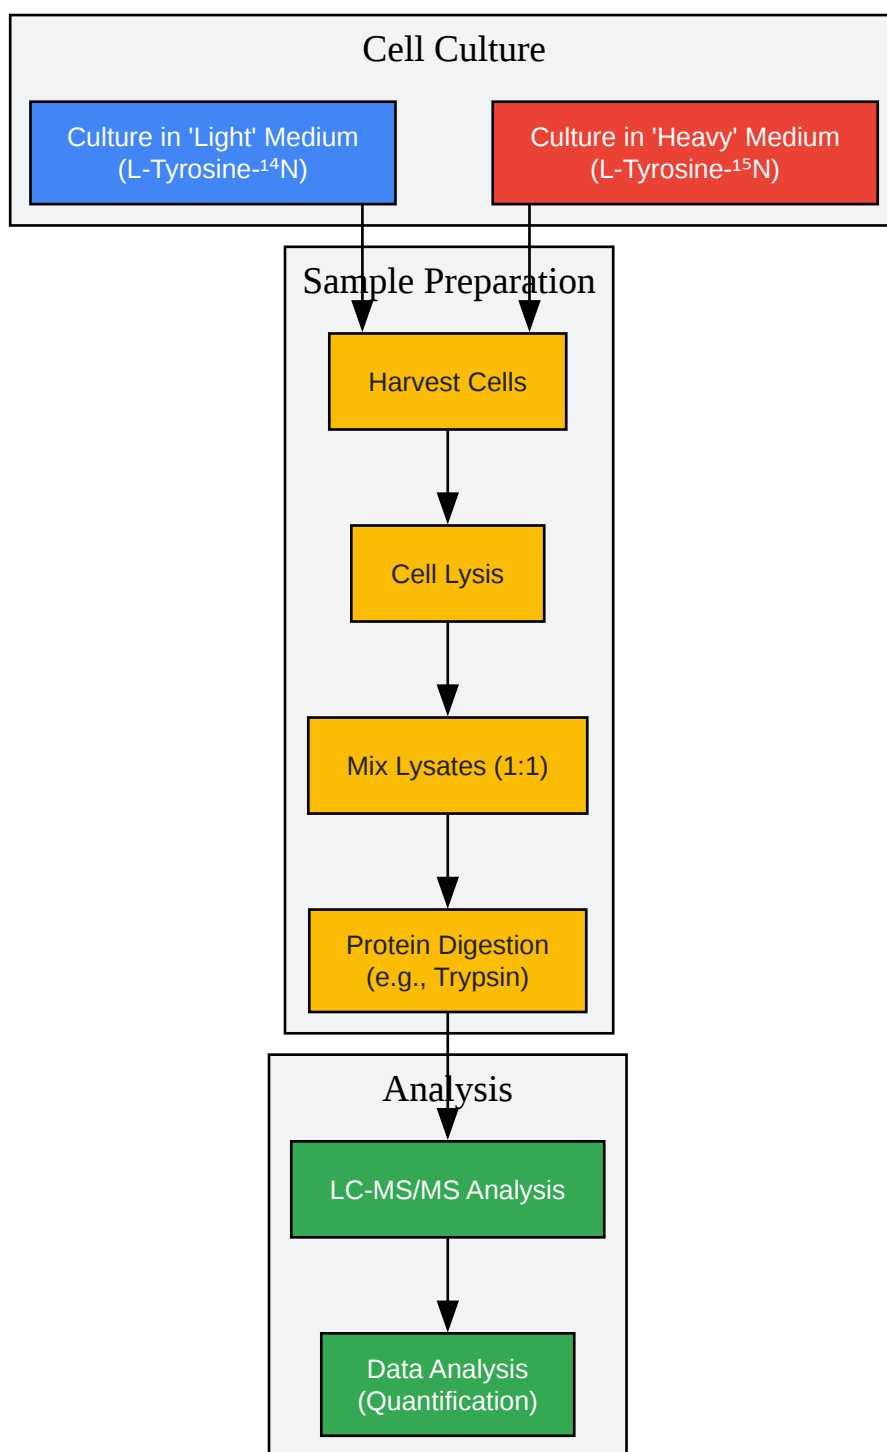 Cell Culture
Culture in 'Light' Medium
(L-Tyrosine-¹⁴N)
Culture in 'Heavy' Medium
(L-Tyrosine-¹⁵N)
Sample Preparation
Harvest Cells
Cell Lysis
Mix Lysates (1:1)
Protein Digestion
(e.g., Trypsin)
Analysis
LC-MS/MS Analysis
Data Analysis
(Quantification)